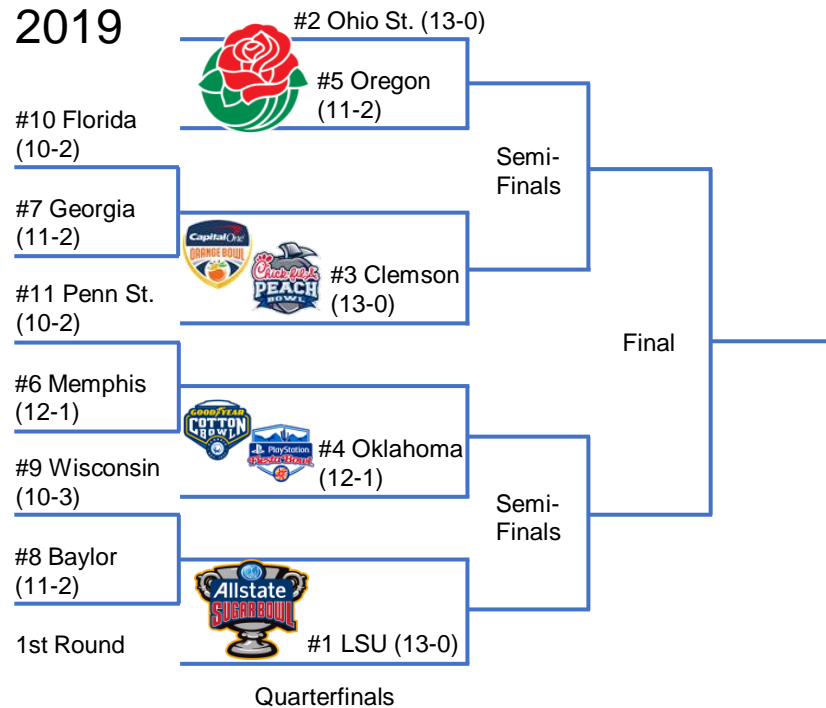 2019
#2 Ohio St. (13-0)
#5 Oregon
(11-2)
#10 Florida
(10-2)
Semi-
Finals
#7 Georgia
(11-2)
Capital One
ORANGE BOWL
Chick-fil-A
PEACH
BOWL
#3 Clemson
(13-0)
#11 Penn St.
(10-2)
Final
#6 Memphis
(12-1)
GOODYEAR
COTTON
BOWL
PlayStation
Fiesta Bowl
#4 Oklahoma
(12-1)
#9 Wisconsin
(10-3)
Semi-
Finals
#8 Baylor
(11-2)
Allstate
SUGAR BOWL
1st Round
#1 LSU (13-0)
Quarterfinals